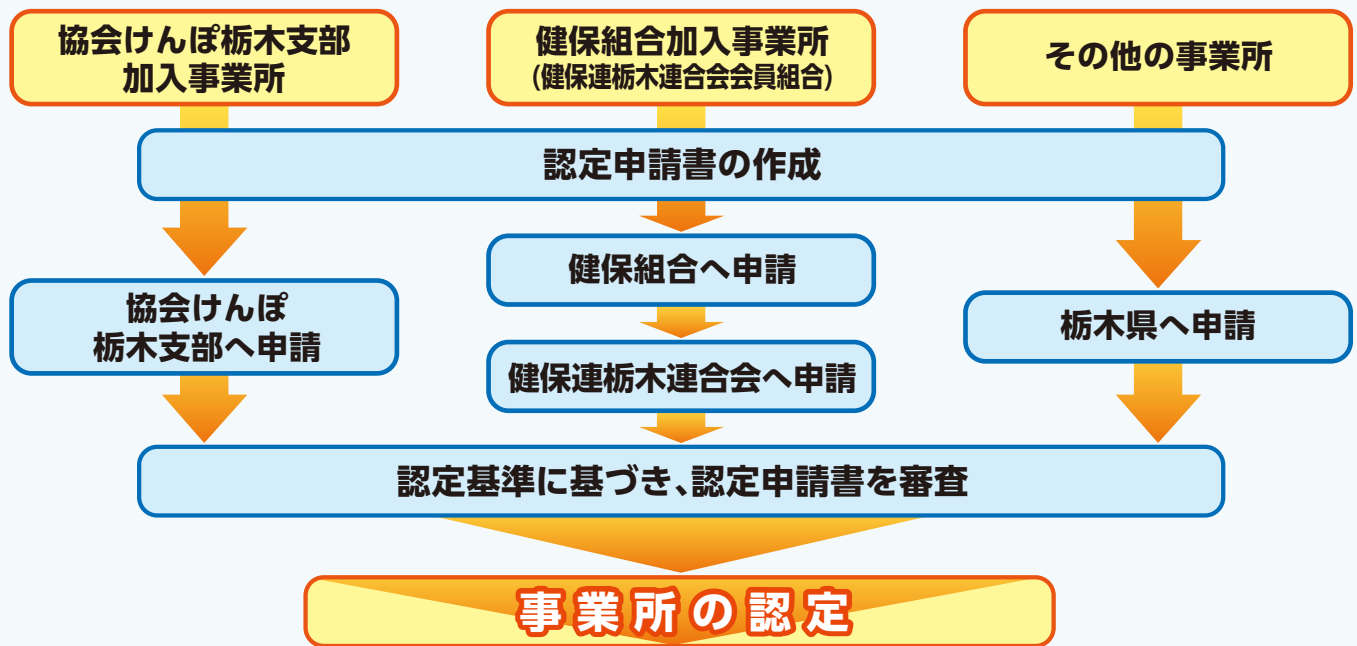 協会けんぽ栃木支部
加入事業所
健保組合加入事業所
(健保連栃木連合会会員組合)
その他の事業所
認定申請書の作成
協会けんぽ
栃木支部へ申請
健保組合へ申請
健保連栃木連合会へ申請
栃木県へ申請
認定基準に基づき、認定申請書を審査
事業所の認定